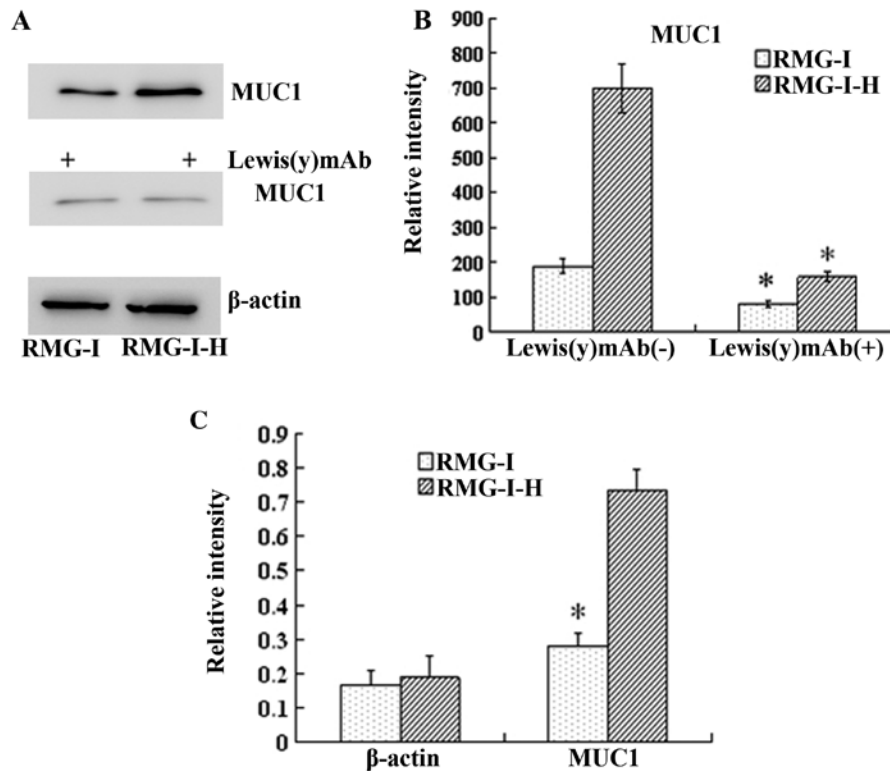 A
MUC1
+ + Lewis(y)mAb
MUC1
β-actin
RMG-I RMG-I-H
B
MUC1
RMG-I
RMG-I-H
Relative intensity
900
800
700
600
500
400
300
200
100
0
* *
Lewis(y)mAb(-) Lewis(y)mAb(+)
C
RMG-I
RMG-I-H
Relative intensity
0.9
0.8
0.7
0.6
0.5
0.4
0.3
0.2
0.1
0
*
β-actin MUC1